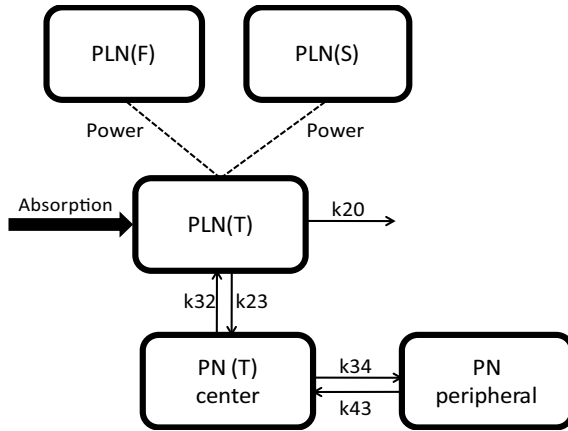 PLN(F)
PLN(S)
Power
Power
Absorption
PLN(T)
k20
k32
k23
PN (T)
center
k34
k43
PN
peripheral